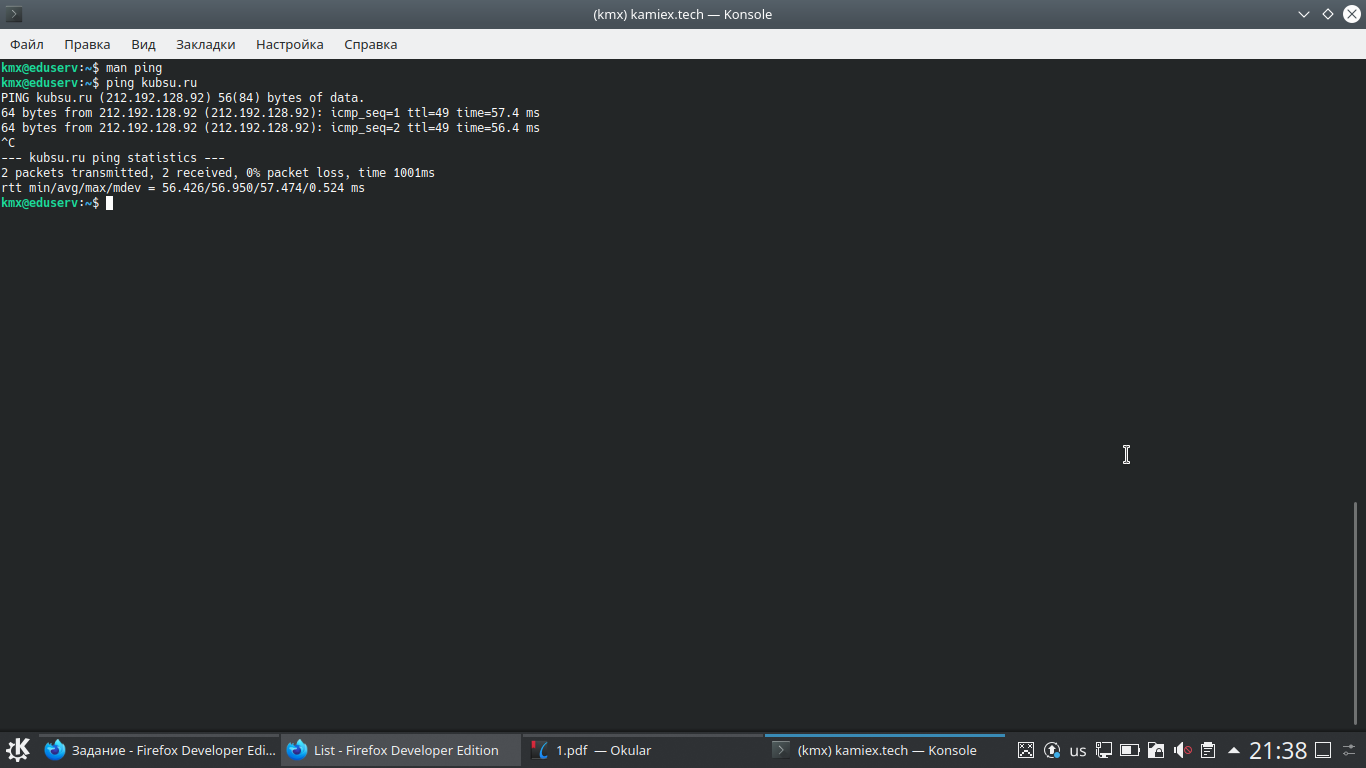 (kmx) kamiex.tech — Konsole
Файл Правка Вид Закладки Настройка Справка
kmx@eduserv:~$ man ping
kmx@eduserv:~$ ping kubsu.ru
PING kubsu.ru (212.192.128.92) 56(84) bytes of data.
64 bytes from 212.192.128.92 (212.192.128.92): icmp_seq=1 ttl=49 time=57.4 ms
64 bytes from 212.192.128.92 (212.192.128.92): icmp_seq=2 ttl=49 time=56.4 ms
^C
--- kubsu.ru ping statistics ---
2 packets transmitted, 2 received, 0% packet loss, time 1001ms
rtt min/avg/max/mdev = 56.426/56.950/57.474/0.524 ms
kmx@eduserv:~$
Задание - Firefox Developer Edi... List - Firefox Developer Edition 1.pdf — Okular (kmx) kamiex.tech — Konsole us 21:38